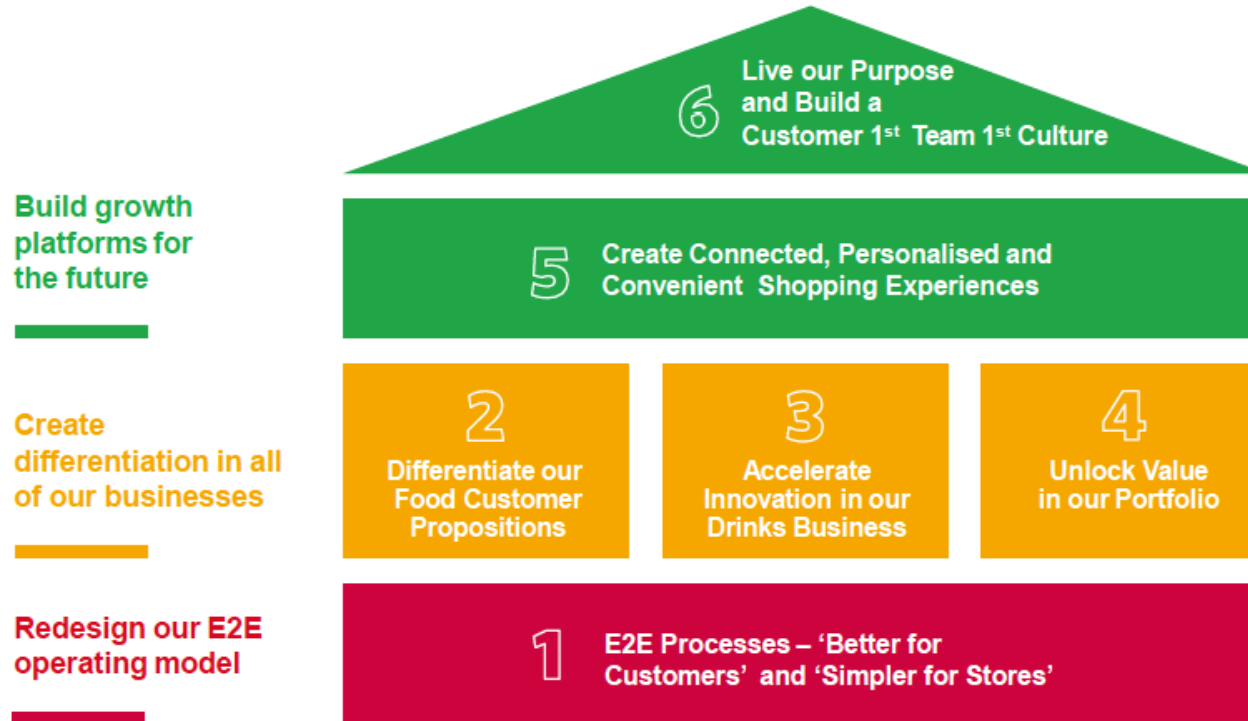 6
Live our Purpose
and Build a
Customer 1st Team 1st Culture
Build growth
platforms for
the future
5
Create Connected, Personalised and
Convenient Shopping Experiences
Create
differentiation in all
of our businesses
2
Differentiate our
Food Customer
Propositions
3
Accelerate
Innovation in our
Drinks Business
4
Unlock Value
in our Portfolio
Redesign our E2E
operating model
1
E2E Processes – ‘Better for
Customers’ and ‘Simpler for Stores’